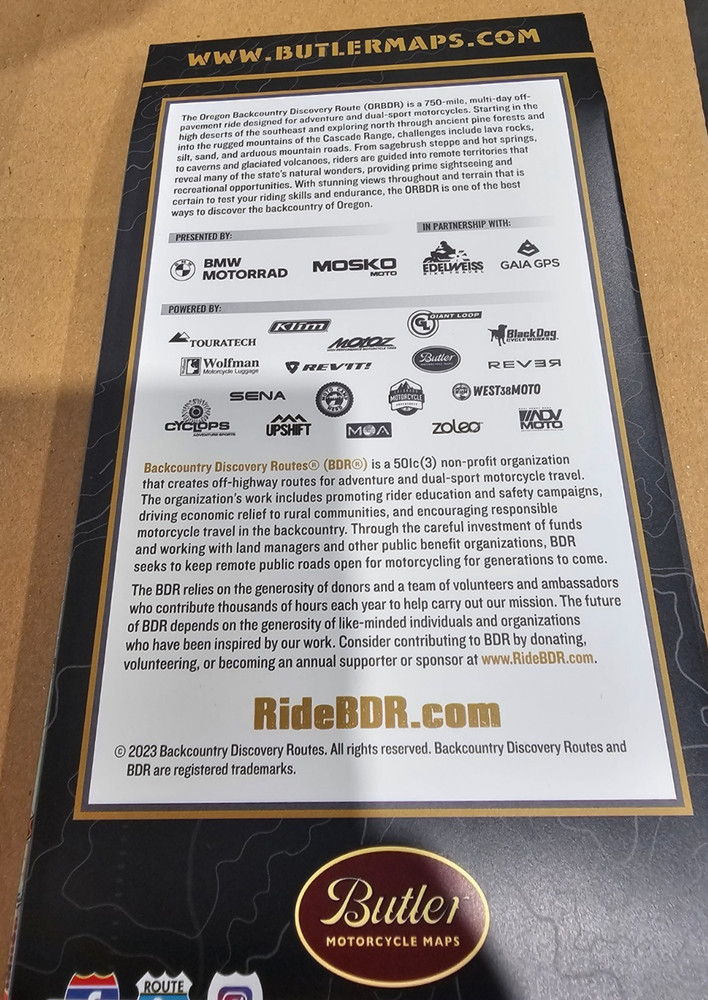 WWW.BUTLERMAPS.COM
The Oregon Backcountry Discovery Route (ORBDR) is a 750-mile, multi-day off-
pavement ride designed for adventure and dual-sport motorcycles. Starting in the
high deserts of the southeast and exploring north through ancient pine forests and
into the rugged mountains of the Cascade Range, challenges include lava rocks,
silt, sand, and arduous mountain roads. From sagebrush steppe and hot springs,
to caverns and glaciated volcanoes, riders are guided into remote territories that
reveal many of the state's natural wonders, providing prime sightseeing and
recreational opportunities. With stunning views throughout and terrain that is
certain to test your riding skills and endurance, the ORBDR is one of the best
ways to discover the backcountry of Oregon.
PRESENTED BY:
IN PARTNERSHIP WITH:
BMW
MOTORRAD
MOSKO
MOTO
EDELWEISS
BIKE TRAVEL
GAIA GPS
POWERED BY:
TOURATECH
KLIM
MOTOZ
GL GIANT LOOP
BlackDog
CYCLE WORKS
Wolfman
Motorcycle Luggage
REV'IT!
Butler
REVER
SENA
MOTORCYCLE
WEST38MOTO
CYCLOPS
ADVENTURE SPORTS
UPSHIFT
MOA
ZOLEO
ADV
MOTO
Backcountry Discovery Routes® (BDR®) is a 501c(3) non-profit organization
that creates off-highway routes for adventure and dual-sport motorcycle travel.
The organization's work includes promoting rider education and safety campaigns,
driving economic relief to rural communities, and encouraging responsible
motorcycle travel in the backcountry. Through the careful investment of funds
and working with land managers and other public benefit organizations, BDR
seeks to keep remote public roads open for motorcycling for generations to come.
The BDR relies on the generosity of donors and a team of volunteers and ambassadors
who contribute thousands of hours each year to help carry out our mission. The future
of BDR depends on the generosity of like-minded individuals and organizations
who have been inspired by our work. Consider contributing to BDR by donating,
volunteering, or becoming an annual supporter or sponsor at www.RideBDR.com.
RideBDR.com
© 2023 Backcountry Discovery Routes. All rights reserved. Backcountry Discovery Routes and
BDR are registered trademarks.
Butler
MOTORCYCLE MAPS
ROUTE